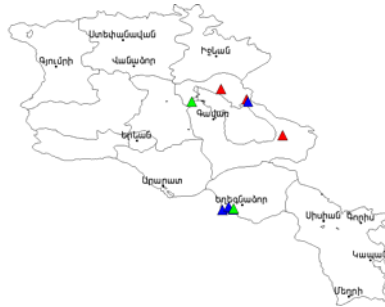 Ստեփանավան
Իջևան
Գյումրի
Վանաձոր
Գավառ
Երևան
Արարատ
Եղեգնաձոր
Սիսիան
Գորիս
Կապան
Մեղրի